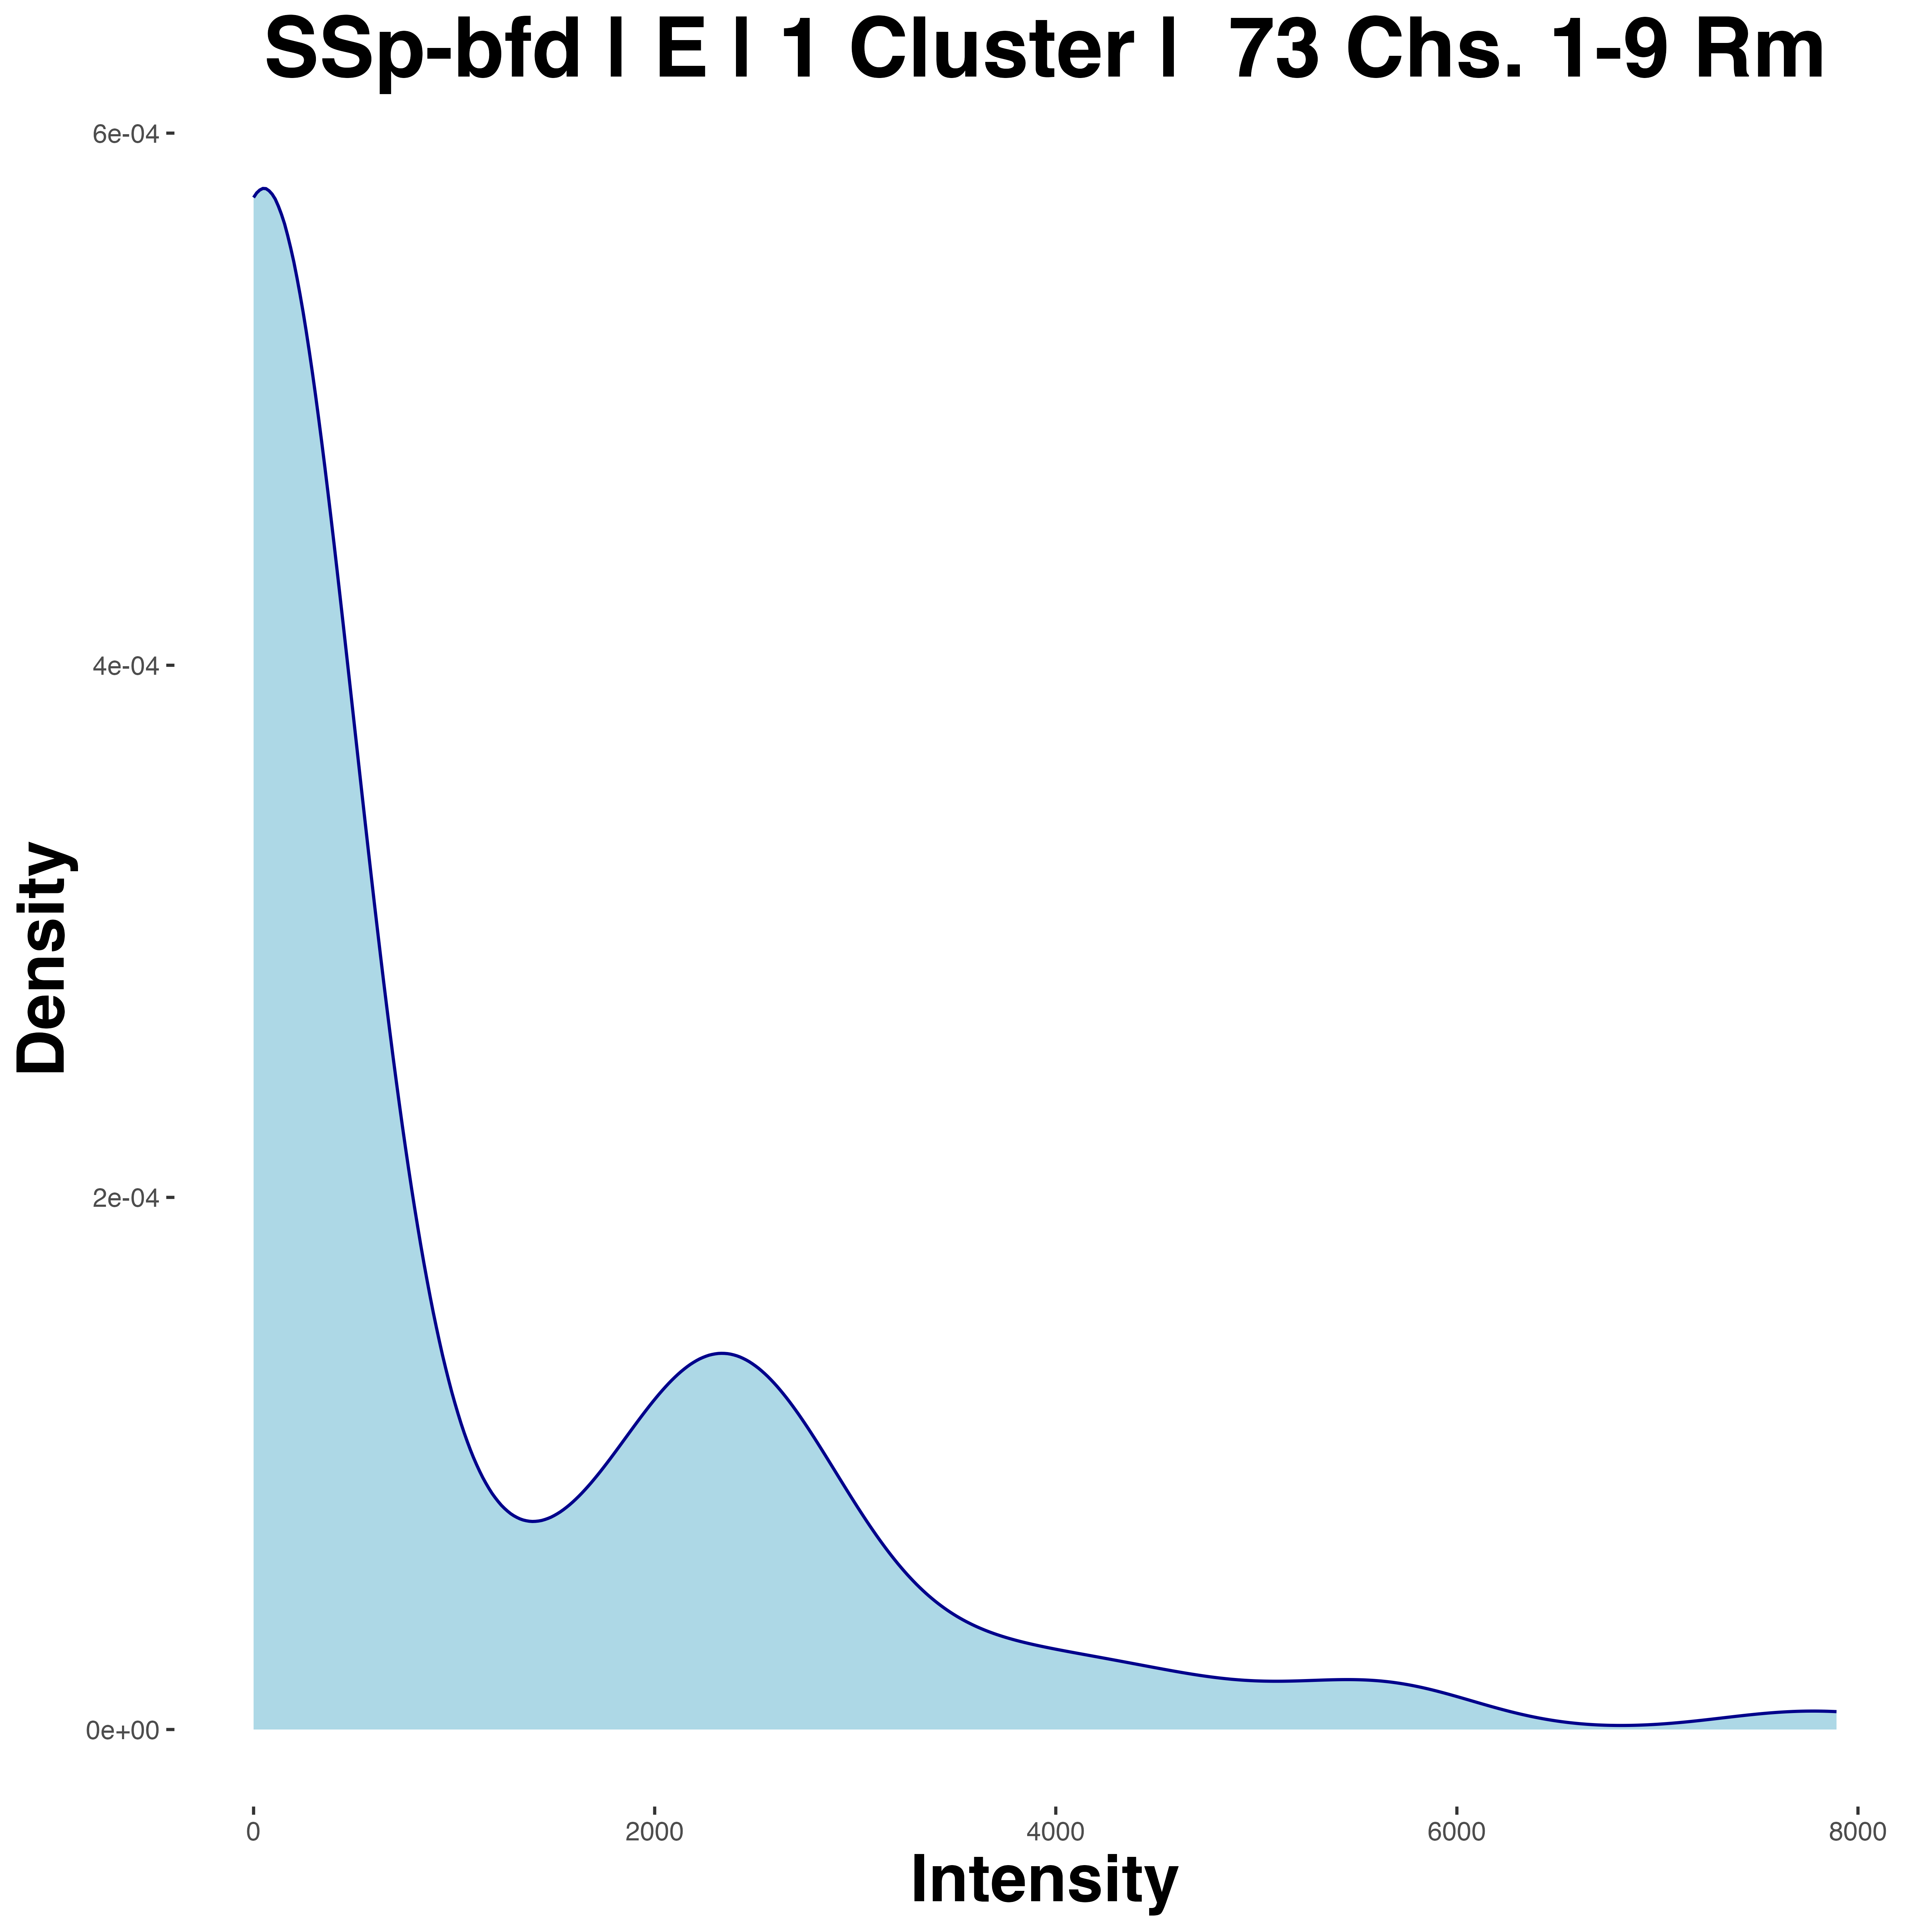 SSp-bfd | E | 1 Cluster |  73 Chs. 1-9 Rm
6e-04
4e-04
2e-04
0e+00
Density
0 2000 4000 6000 8000
Intensity